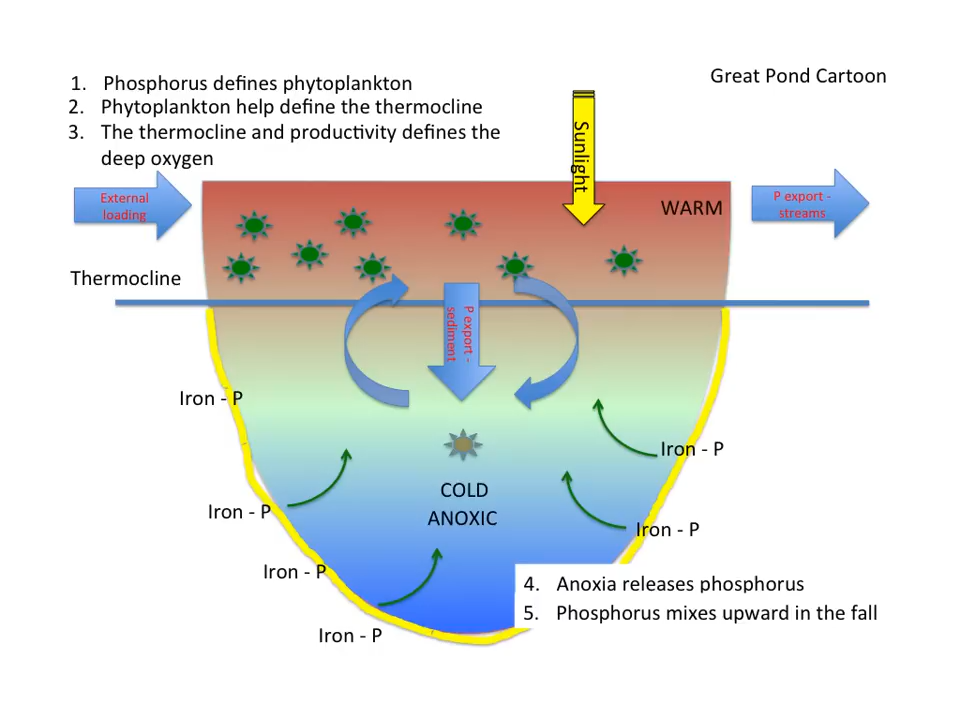 Great Pond Cartoon
1. Phosphorus defines phytoplankton
2. Phytoplankton help define the thermocline
3. The thermocline and productivity defines the
deep oxygen
Sunlight
External
loading
WARM
P export -
streams
Thermocline
P export -
sediment
Iron - P
Iron - P
COLD
ANOXIC
Iron - P
Iron - P
Iron - P
4. Anoxia releases phosphorus
5. Phosphorus mixes upward in the fall
Iron - P